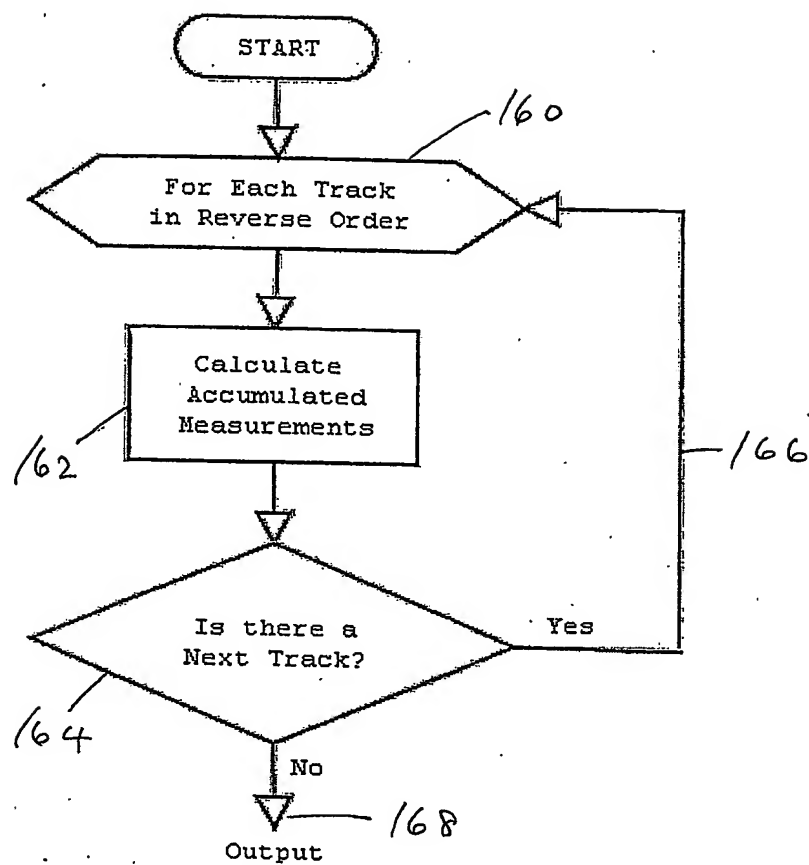 START
160
For Each Track
in Reverse Order
Calculate
Accumulated
Measurements
162
166
Is there a
Next Track?
Yes
164
No
168
Output